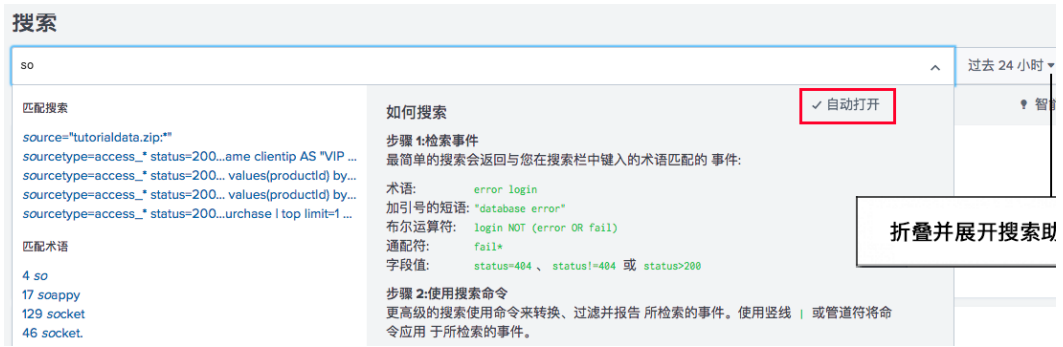 搜索
so
过去 24 小时
匹配搜索
source="tutorialdata.zip:*"
sourcetype=access_* status=200...ame clientip AS "VIP ...
sourcetype=access_* status=200... values(productId) by...
sourcetype=access_* status=200... values(productId) by...
sourcetype=access_* status=200...urchase | top limit=1 ...
匹配术语
4 so
17 soappy
129 socket
46 socket.
如何搜索
✓ 自动打开
步骤 1:检索事件
最简单的搜索会返回与您在搜索栏中键入的术语匹配的 事件:
术语: error login
加引号的短语: "database error"
布尔运算符: login NOT (error OR fail)
通配符: fail*
字段值: status=404 、 status!=404 或 status>200
步骤 2:使用搜索命令
更高级的搜索使用命令来转换、过滤并报告 所检索的事件。使用竖线 | 或管道符将命
令应用 于所检索的事件。
智
折叠并展开搜索助